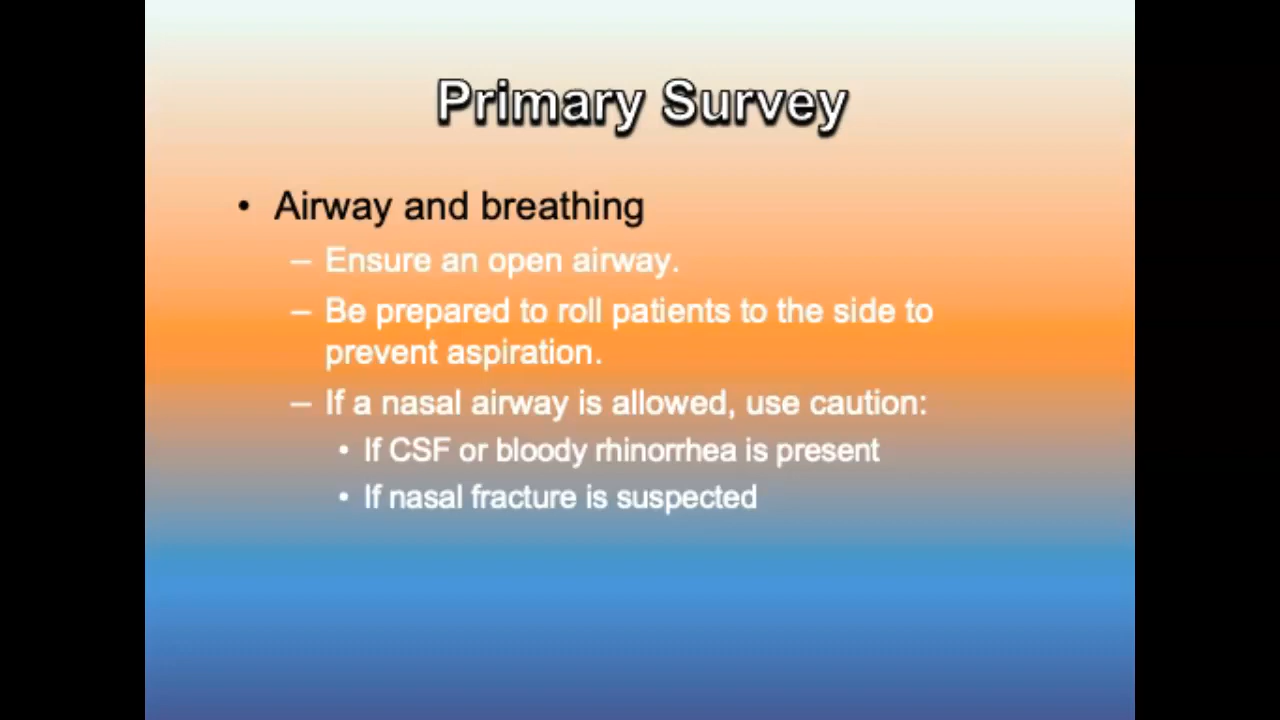 Primary Survey
• Airway and breathing
– Ensure an open airway.
– Be prepared to roll patients to the side to
prevent aspiration.
– If a nasal airway is allowed, use caution:
• If CSF or bloody rhinorrhea is present
• If nasal fracture is suspected